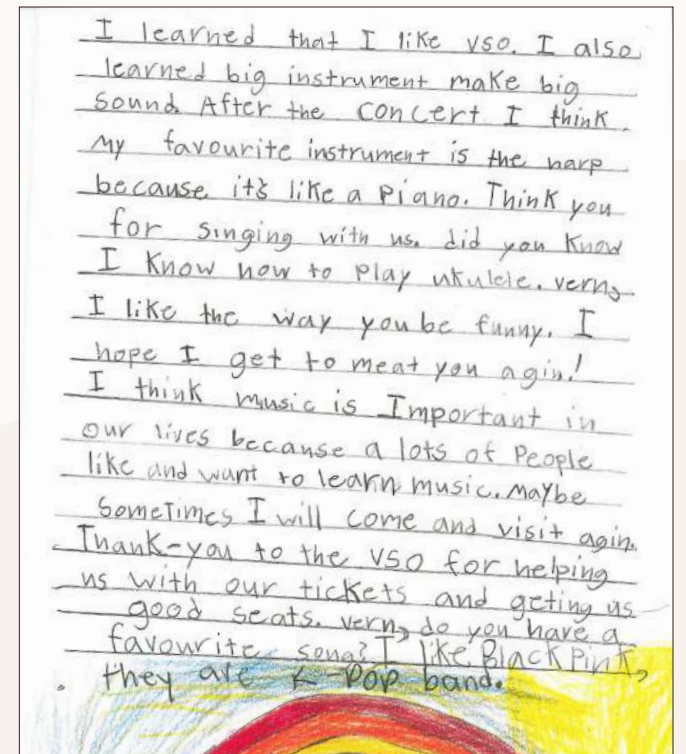 I learned that I like vso. I also
learned big instrument make big
sound. After the concert I think
My favourite instrument is the harp
because it's like a piano. Think you
for singing with us. did you know
I know how to play ukulele. vern,
I like the way you be funny. I
hope I get to meat you agin!
I think music is Important in
our lives because a lots of People
like and want to learn music. Maybe
SomeTimes I will come and visit agin.
Thank-you to the VSO for helping
us with our tickets and geting us
good seats. vern, do you have a
favourite song? I like BlackPink,
they are K-Pop band.